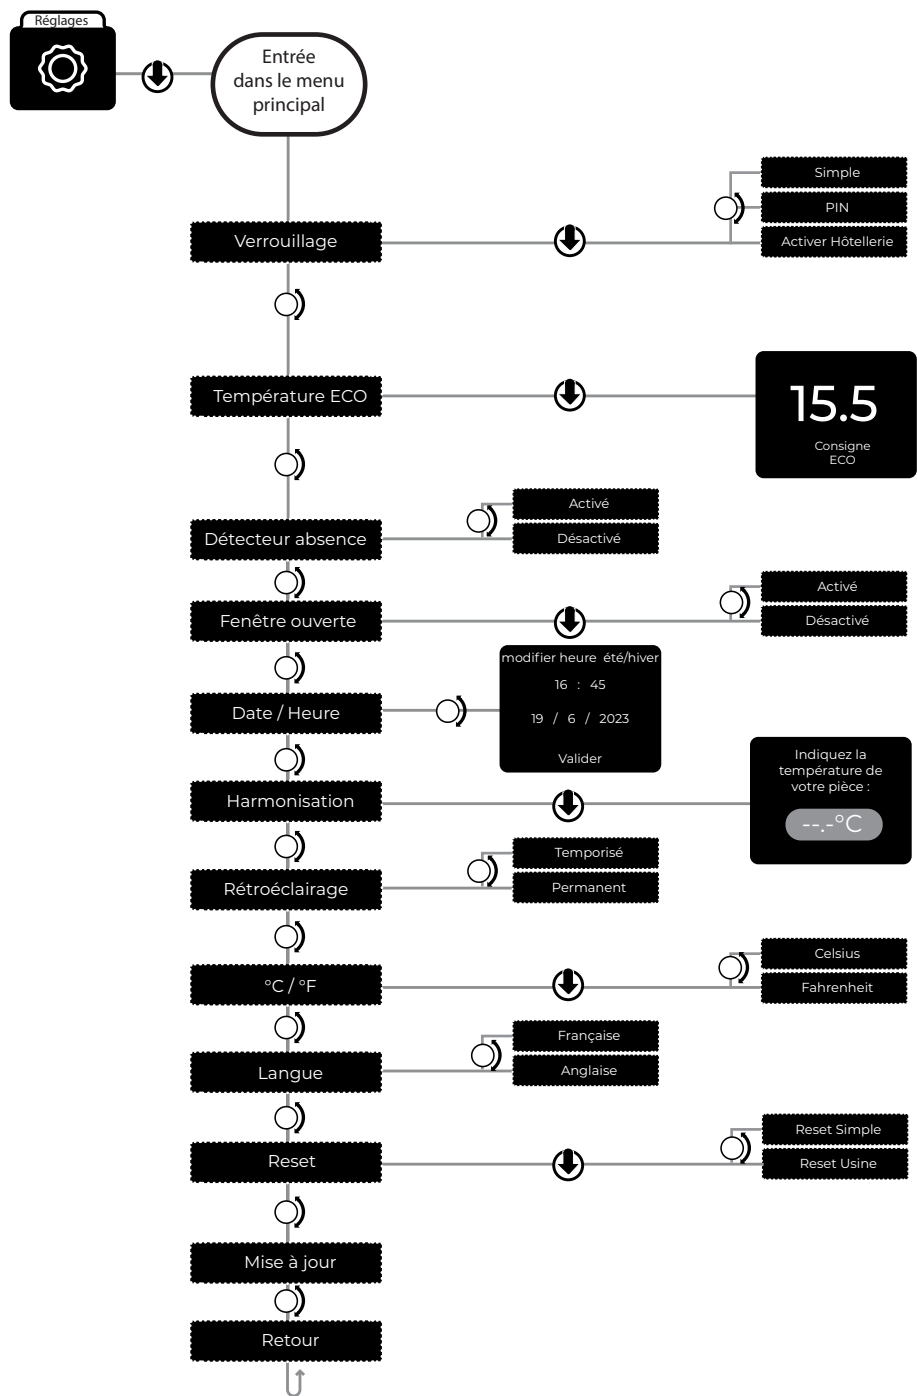 Réglages
Entrée
dans le menu
principal
Simple
PIN
Verrouillage
Activer Hôtellerie
Température ECO
15.5
Consigne
ECO
Activé
Détecteur absence
Désactivé
Activé
Fenêtre ouverte
Désactivé
modifier heure été/hiver
16 : 45
Date / Heure
19 / 6 / 2023
Valider
Indiquez la
température de
votre pièce :
Harmonisation
--.-°C
Temporisé
Rétroéclairage
Permanent
Celsius
°C / °F
Fahrenheit
Française
Langue
Anglaise
Reset Simple
Reset
Reset Usine
Mise à jour
Retour